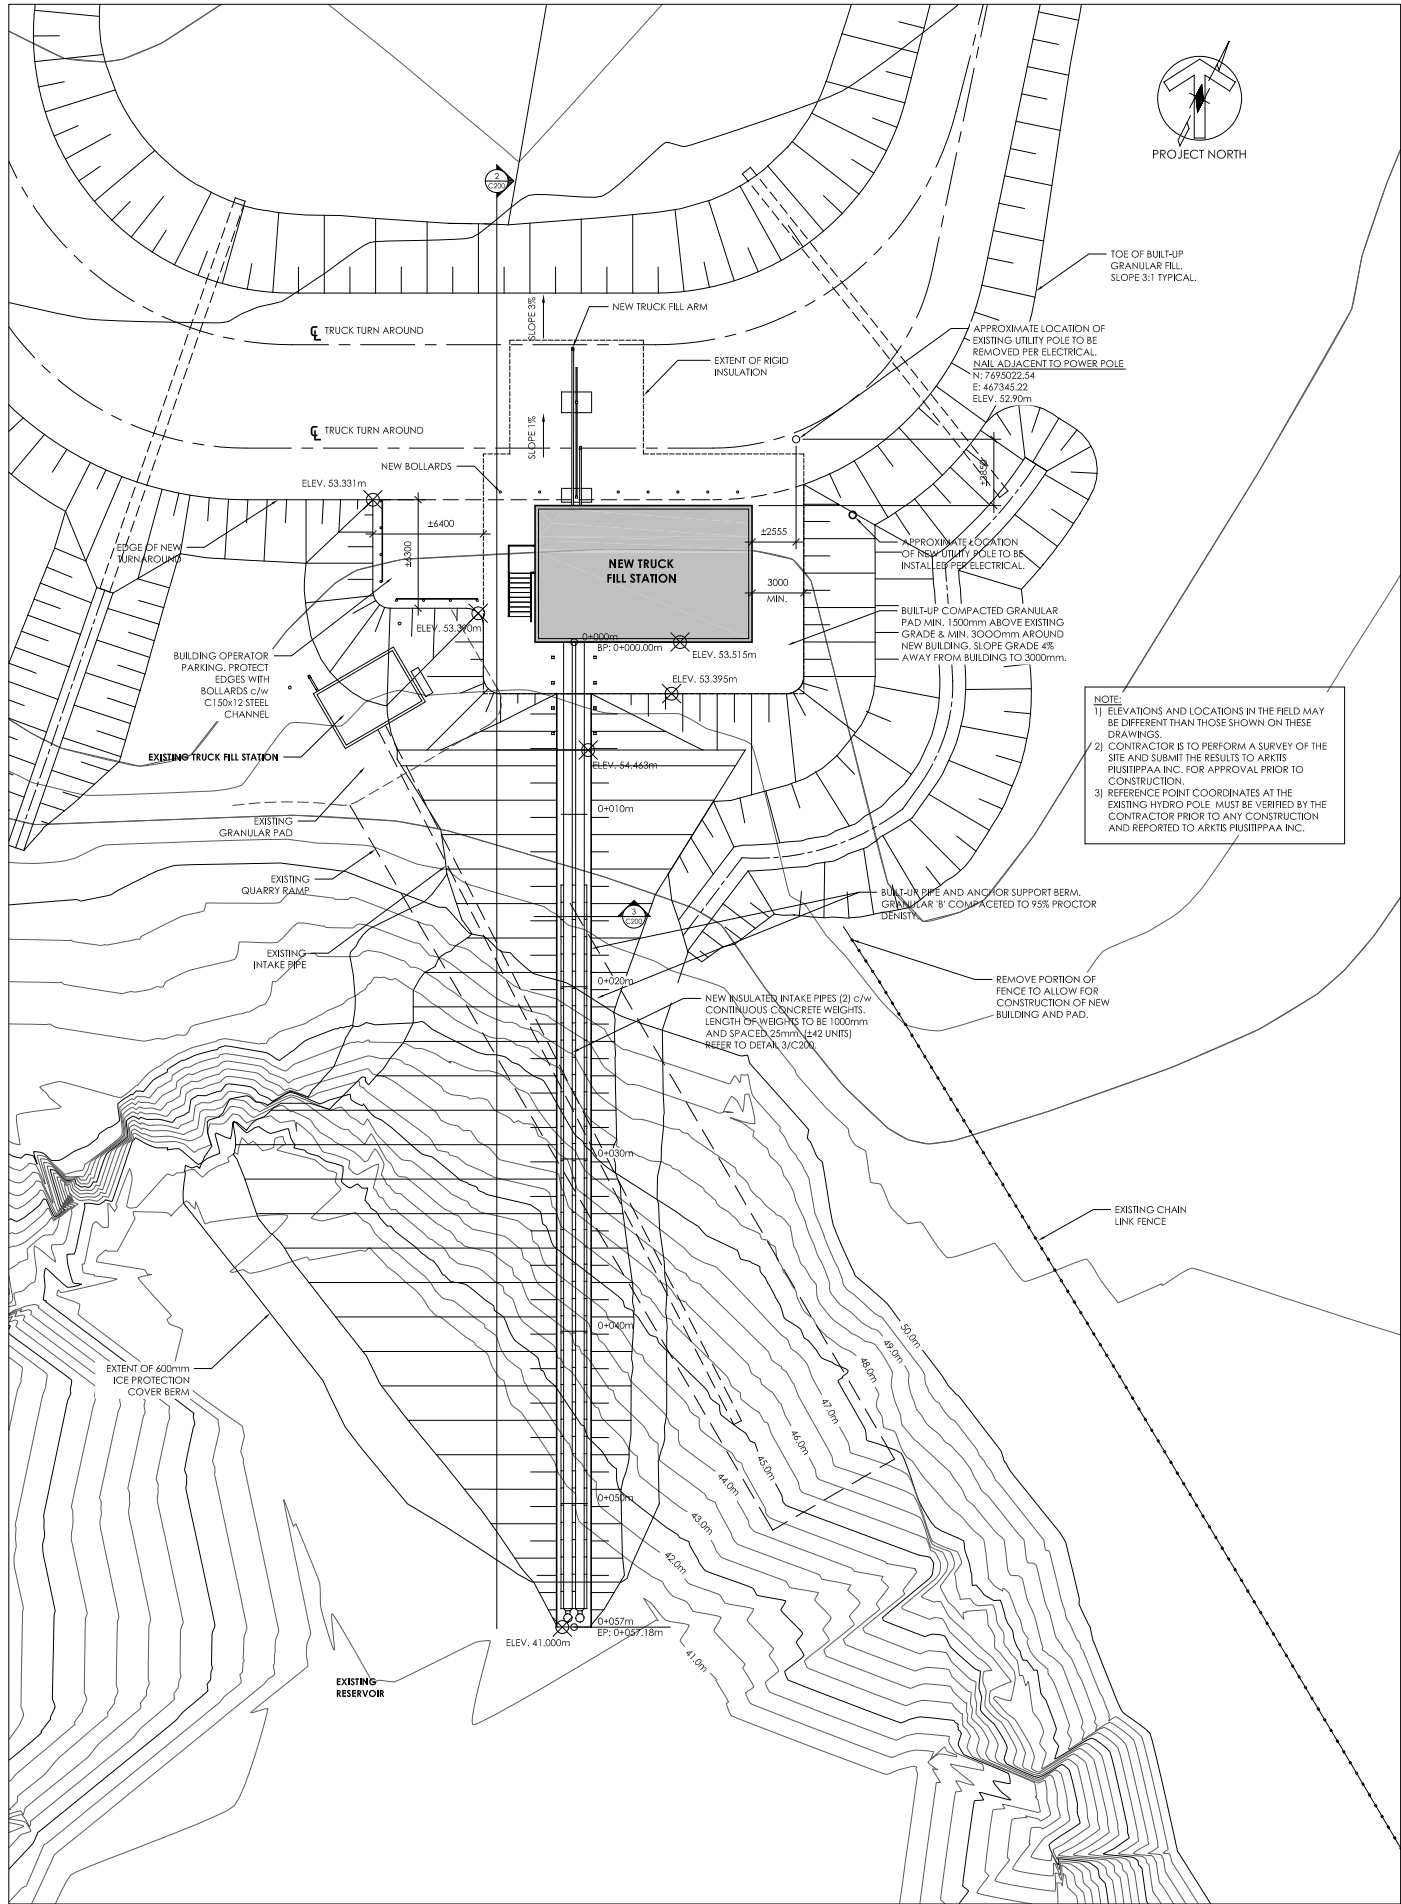 PROJECT NORTH
2
C200
TOE OF BUILT-UP
GRANULAR FILL.
SLOPE 3:1 TYPICAL.
SLOPE 3%
NEW TRUCK FILL ARM
℄ TRUCK TURN AROUND
APPROXIMATE LOCATION OF
EXISTING UTILITY POLE TO BE
REMOVED PER ELECTRICAL.
NAIL ADJACENT TO POWER POLE
N: 7695022.54
E: 467345.22
ELEV. 52.90m
EXTENT OF RIGID
INSULATION
SLOPE 1%
℄ TRUCK TURN AROUND
NEW BOLLARDS
ELEV. 53.331m
±3850
±6400
±6300
±2555
EDGE OF NEW
TURNAROUND
APPROXIMATE LOCATION
OF NEW UTILITY POLE TO BE
INSTALLED PER ELECTRICAL.
NEW TRUCK
FILL STATION
3000
MIN.
BUILT-UP COMPACTED GRANULAR
PAD MIN. 1500mm ABOVE EXISTING
GRADE & MIN. 3000mm AROUND
NEW BUILDING. SLOPE GRADE 4%
AWAY FROM BUILDING TO 3000mm.
ELEV. 53.390m
0+000m
BP: 0+000.00m
ELEV. 53.515m
BUILDING OPERATOR
PARKING. PROTECT
EDGES WITH
BOLLARDS c/w
C150x12 STEEL
CHANNEL
ELEV. 53.395m
NOTE:
1) ELEVATIONS AND LOCATIONS IN THE FIELD MAY
BE DIFFERENT THAN THOSE SHOWN ON THESE
DRAWINGS.
2) CONTRACTOR IS TO PERFORM A SURVEY OF THE
SITE AND SUBMIT THE RESULTS TO ARKTIS
PIUSITIPPAA INC. FOR APPROVAL PRIOR TO
CONSTRUCTION.
3) REFERENCE POINT COORDINATES AT THE
EXISTING HYDRO POLE MUST BE VERIFIED BY THE
CONTRACTOR PRIOR TO ANY CONSTRUCTION
AND REPORTED TO ARKTIS PIUSITIPPAA INC.
EXISTING TRUCK FILL STATION
ELEV. 54.463m
0+010m
EXISTING
GRANULAR PAD
EXISTING
QUARRY RAMP
BUILT-UP PIPE AND ANCHOR SUPPORT BERM.
GRANULAR 'B' COMPACETED TO 95% PROCTOR
DENISTY.
3
C200
EXISTING
INTAKE PIPE
0+020m
REMOVE PORTION OF
FENCE TO ALLOW FOR
CONSTRUCTION OF NEW
BUILDING AND PAD.
NEW INSULATED INTAKE PIPES (2) c/w
CONTINUOUS CONCRETE WEIGHTS.
LENGTH OF WEIGHTS TO BE 1000mm
AND SPACED 25mm. (±42 UNITS)
REFER TO DETAIL 3/C200.
0+030m
EXISTING CHAIN
LINK FENCE
0+040m
50.0m
49.0m
48.0m
47.0m
46.0m
45.0m
44.0m
43.0m
42.0m
41.0m
EXTENT OF 600mm
ICE PROTECTION
COVER BERM
0+050m
0+057m
EP: 0+057.18m
ELEV. 41.000m
EXISTING
RESERVOIR